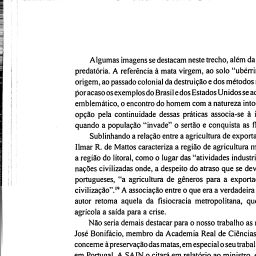 Algumas imagens se destacam neste trecho, além da
predatória. A referência à mata virgem, ao solo "ubérri
origem, ao passado colonial da destruição e dos métodos
por acaso os exemplos do Brasil e dos Estados Unidos se ac
emblemático, o encontro do homem com a natureza into
opção pela continuidade dessas práticas associa-se à i
quando a população "invade" o sertão e conquista as fl
Sublinhando a relação entre a agricultura de exporta
Ilmar R. de Mattos caracteriza a região de agricultura m
a região do litoral, como o lugar das "atividades industri
nações civilizadas onde, a despeito do atraso que se dev
portugueses, "a agricultura de gêneros para a exporta
civilização". A associação entre o que era a verdadeira
autor retoma aquela da fisiocracia metropolitana, qu
agrícola a saída para a crise.
Não seria demais destacar para o nosso trabalho as
José Bonifácio, membro da Academia Real de Ciências
concerne à preservação das matas, em especial o seu trabal
em Portugal. A SAIN o citará em relatório ao ministro